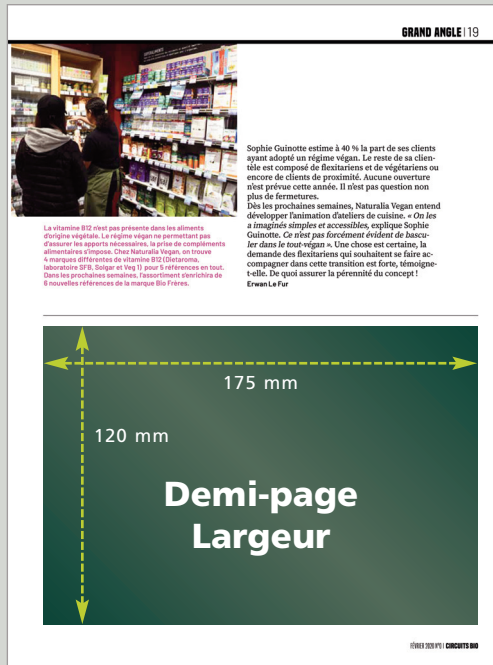 GRAND ANGLE | 19
La vitamine B12 n'est pas présente dans les aliments
d'origine végétale. Le régime végan ne permettant pas
d'assurer les apports nécessaires, la prise de compléments
alimentaires s'impose. Chez Naturalia Vegan, on trouve
4 marques différentes de vitamine B12 (Dietaroma,
laboratoire SFB, Solgar et Veg 1) pour 5 références en tout.
Dans les prochaines semaines, l'assortiment s'enrichira de
6 nouvelles références de la marque Bio Frères.
Sophie Guinotte estime à 40 % la part de ses clients
ayant adopté un régime végan. Le reste de sa clien-
tèle est composé de flexitariens et de végétariens ou
encore de clients de proximité. Aucune ouverture
n'est prévue cette année. Il n'est pas question non
plus de fermetures.
Dès les prochaines semaines, Naturalia Vegan entend
développer l'animation d'ateliers de cuisine. « On les
a imaginés simples et accessibles, explique Sophie
Guinotte. Ce n'est pas forcément évident de bascu-
ler dans le tout-végan ». Une chose est certaine, la
demande des flexitariens qui souhaitent se faire ac-
compagner dans cette transition est forte, témoigne-
t-elle. De quoi assurer la pérennité du concept !
Erwan Le Fur
175 mm
120 mm
Demi-page
Largeur
FÉVRIER 2020 N°0 | CIRCUITS BIO